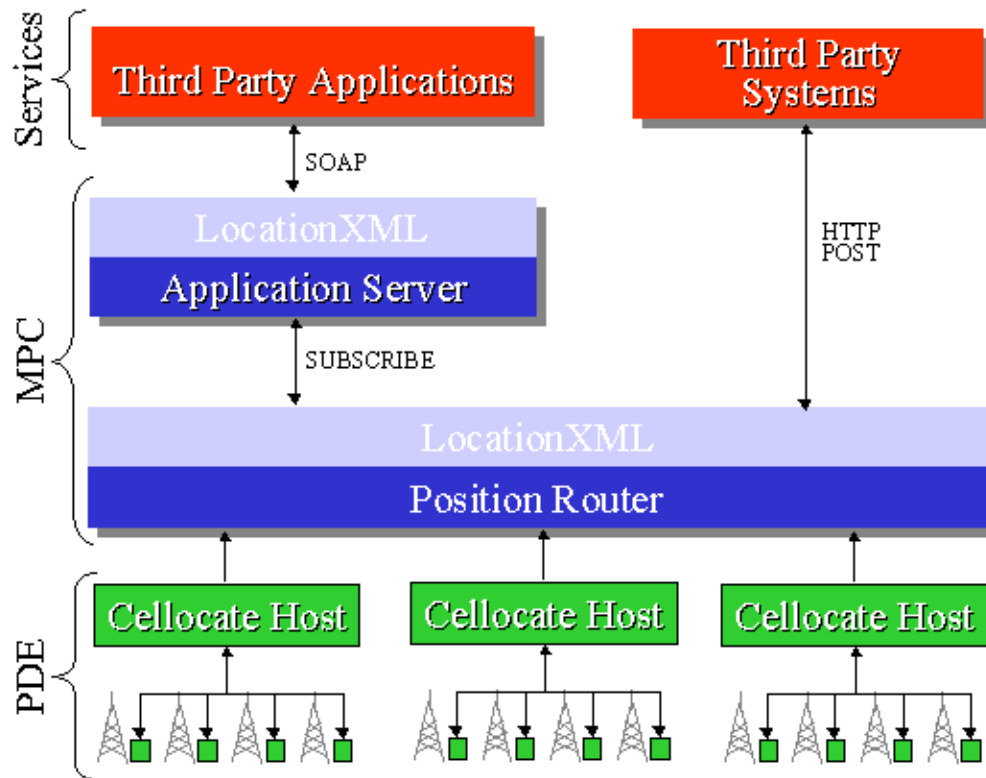 Services
Third Party Applications
Third Party
Systems
SOAP
LocationXML
Application Server
HTTP
POST
MPC
SUBSCRIBE
LocationXML
Position Router
PDE
Cellocate Host
Cellocate Host
Cellocate Host